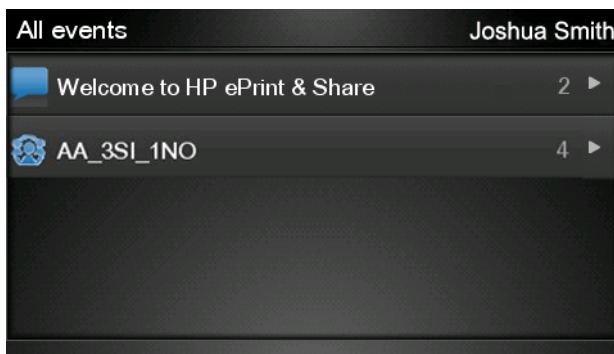 All events Joshua Smith
Welcome to HP ePrint & Share 2
AA_3SI_1NO 4